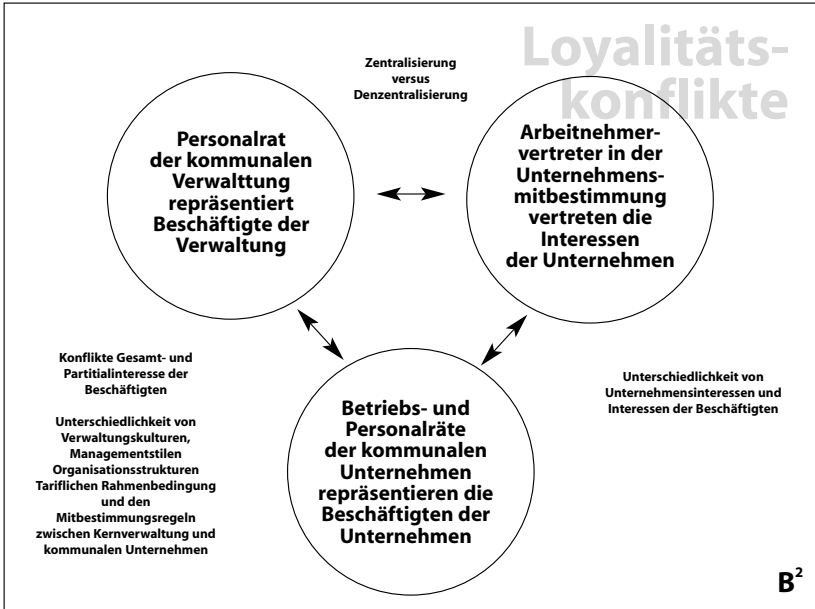 Loyalitäts-
konflikte
Zentralisierung
versus
Denzentralisierung
Personalrat
der kommunalen
Verwalttung
repräsentiert
Beschäftigte der
Verwaltung
Arbeitnehmer-
vertreter in der
Unternehmens-
mitbestimmung
vertreten die
Interessen
der Unternehmen
Konflikte Gesamt- und
Partitialinteresse der
Beschäftigten
Unterschiedlichkeit von
Verwaltungskulturen,
Managementstilen
Organisationsstrukturen
Tariflichen Rahmenbedingung
und den
Mitbestimmungsregeln
zwischen Kernverwaltung und
kommunalen Unternehmen
Betriebs- und
Personalräte
der kommunalen
Unternehmen
repräsentieren die
Beschäftigten der
Unternehmen
Unterschiedlichkeit von
Unternehmensinteressen und
Interessen der Beschäftigten
B²